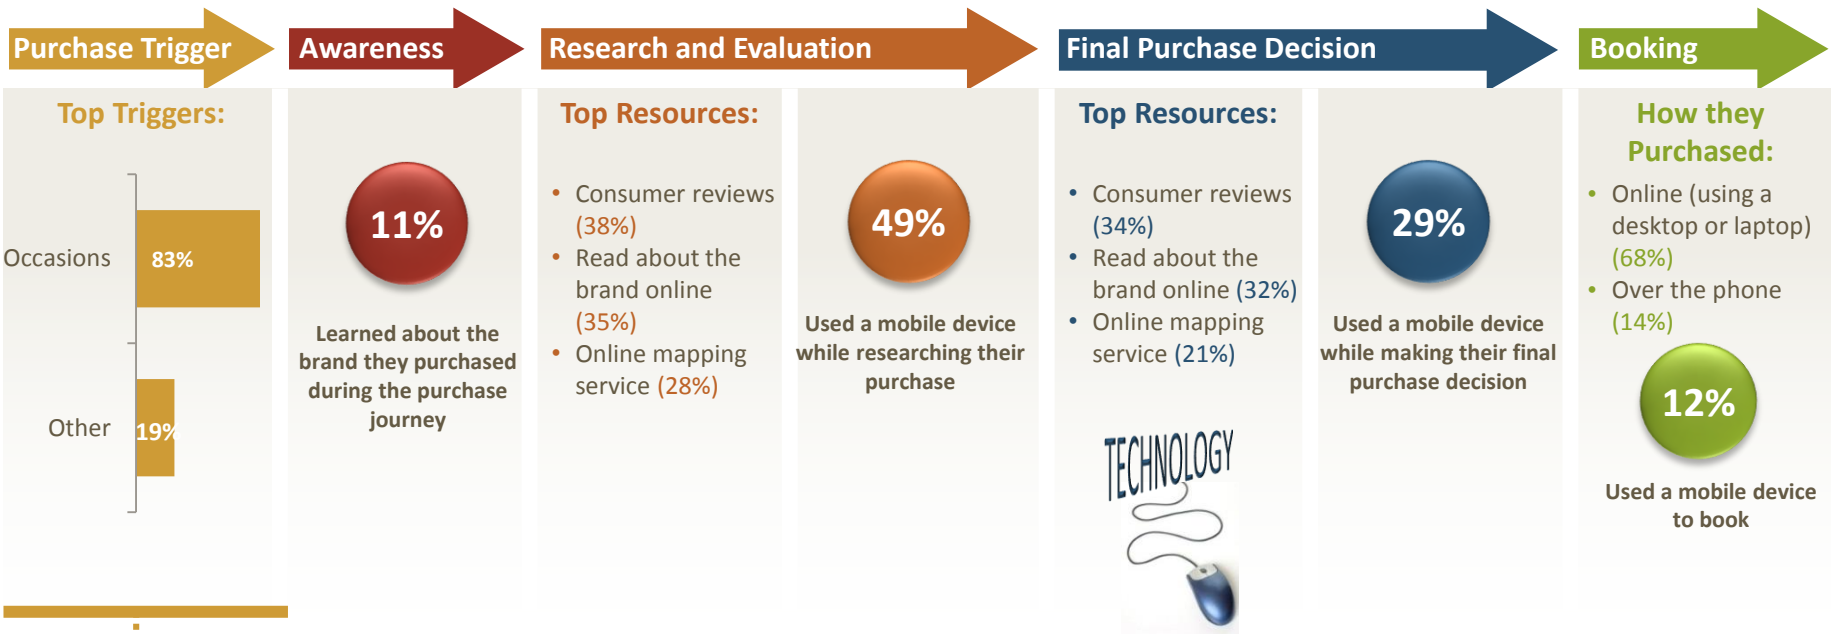 Purchase Trigger
Awareness
Research and Evaluation
Final Purchase Decision
Booking
Top Triggers:
Occasions
83%
Other
19%
11%
Learned about the
brand they purchased
during the purchase
journey
Top Resources:
• Consumer reviews
(38%)
• Read about the
brand online
(35%)
• Online mapping
service (28%)
49%
Used a mobile device
while researching their
purchase
Top Resources:
• Consumer reviews
(34%)
• Read about the
brand online (32%)
• Online mapping
service (21%)
TECHNOLOGY
29%
Used a mobile device
while making their final
purchase decision
How they
Purchased:
• Online (using a
desktop or laptop)
(68%)
• Over the phone
(14%)
12%
Used a mobile device
to book